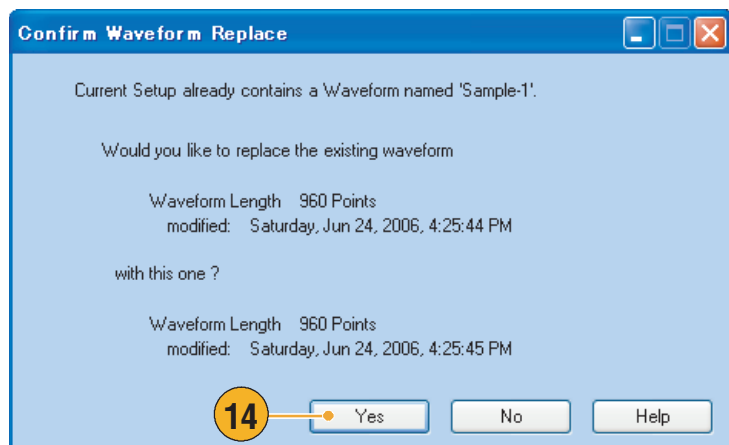 Confirm Waveform Replace
Current Setup already contains a Waveform named 'Sample-1'.
Would you like to replace the existing waveform
Waveform Length 960 Points
modified: Saturday, Jun 24, 2006, 4:25:44 PM
with this one ?
Waveform Length 960 Points
modified: Saturday, Jun 24, 2006, 4:25:45 PM
14 Yes No Help